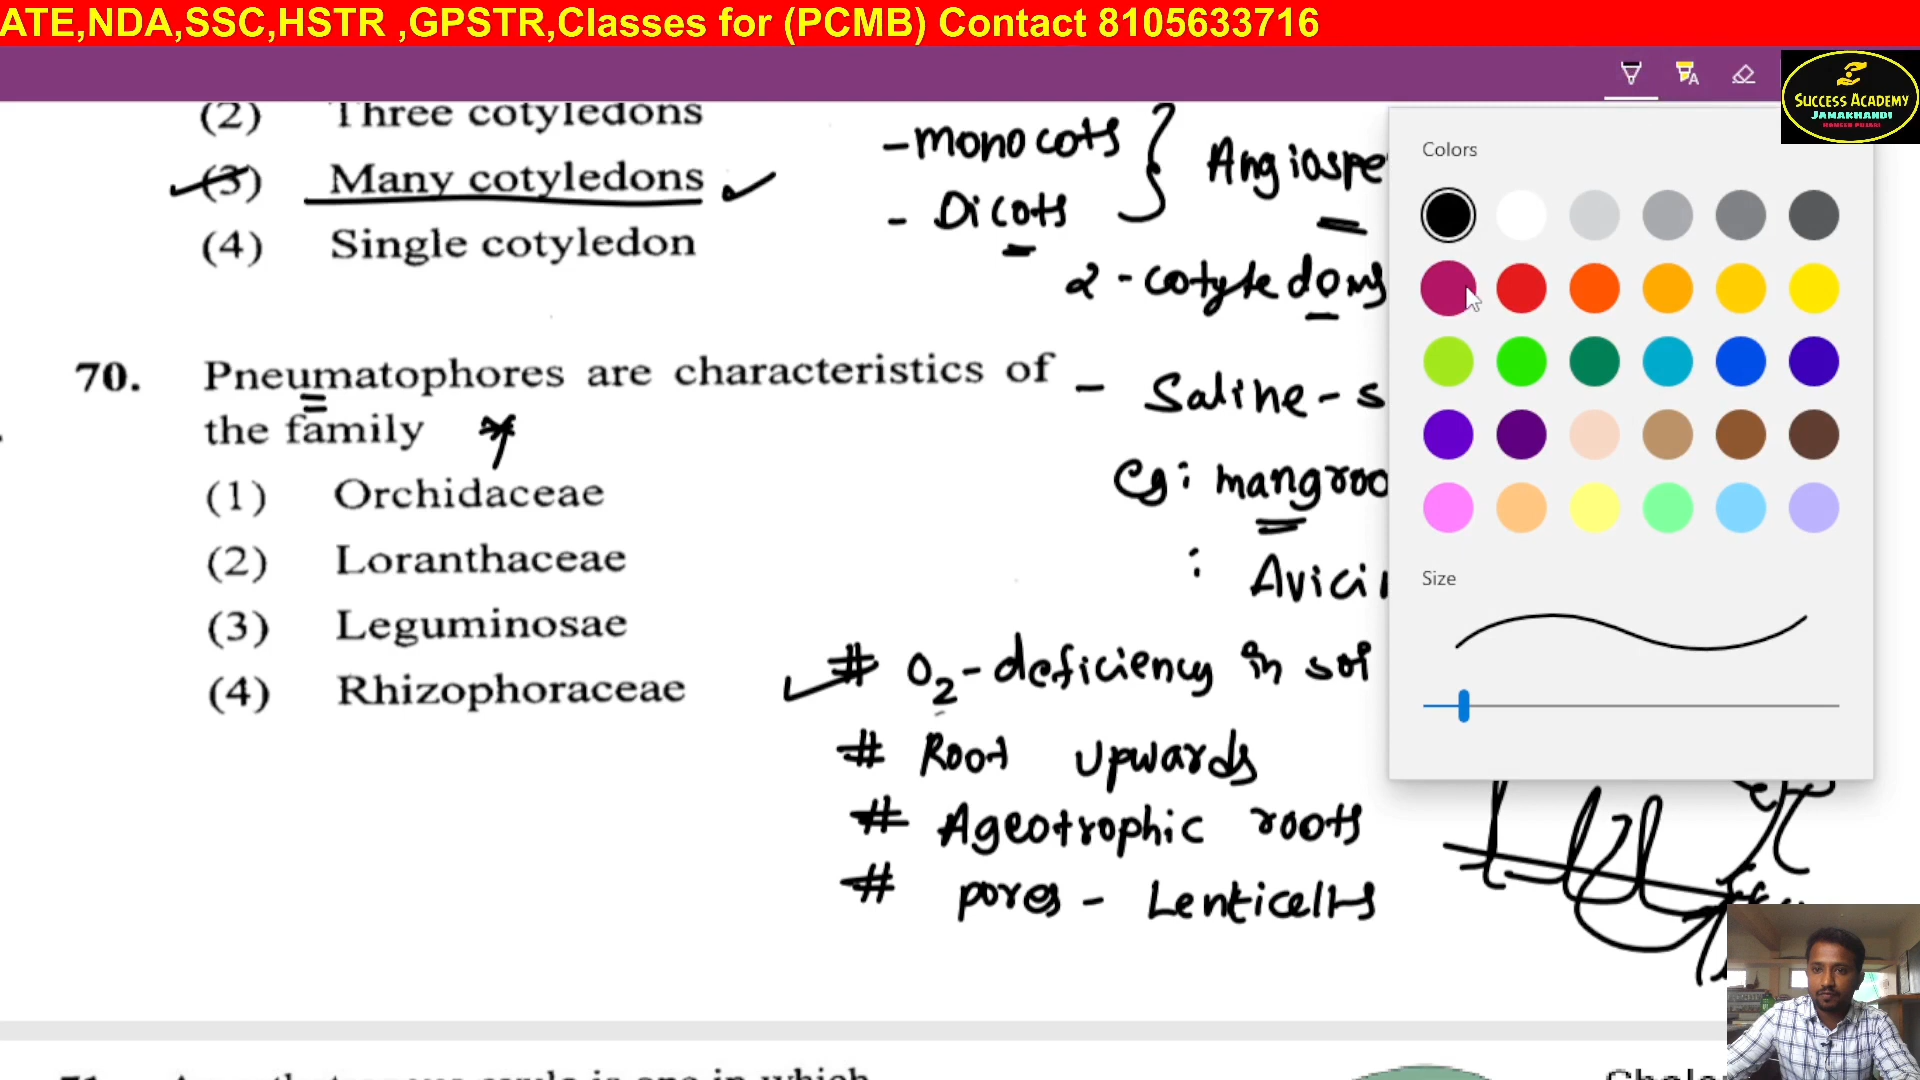 ATE,NDA,SSC,HSTR ,GPSTR,Classes for (PCMB) Contact 8105633716
SUCCESS ACADEMY
JAMAKHANDI
(2) Three cotyledons
(3) Many cotyledons
(4) Single cotyledon
- monocots
- Dicots
Angiospe
2 - cotyledons
70. Pneumatophores are characteristics of
the family
(1) Orchidaceae
(2) Loranthaceae
(3) Leguminosae
(4) Rhizophoraceae
- Saline - s
Eg: mangroo
: Avici
# O2 - deficiency in soi
# Root upwards
# Ageotrophic roots
# pores - Lenticells
Colors
Size